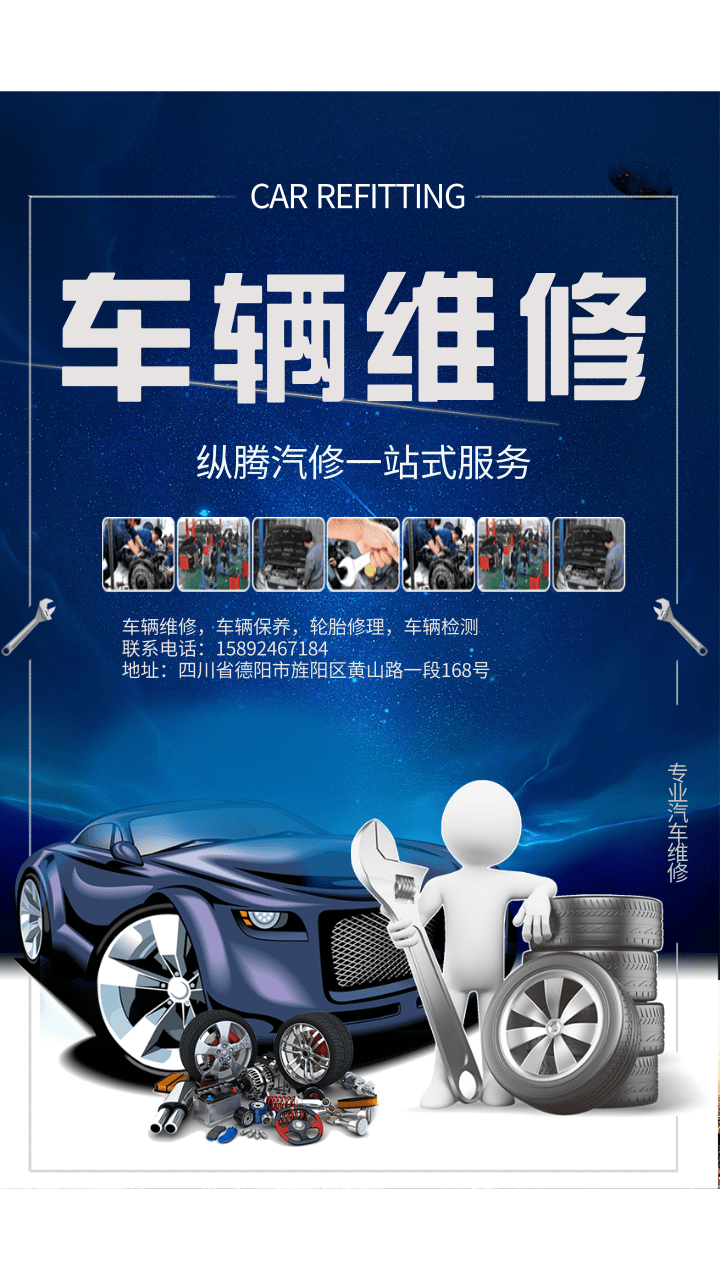 CAR REFITTING
车辆维修
纵腾汽修一站式服务
车辆维修，车辆保养，轮胎修理，车辆检测
联系电话：15892467184
地址：四川省德阳市旌阳区黄山路一段168号
专业汽车维修